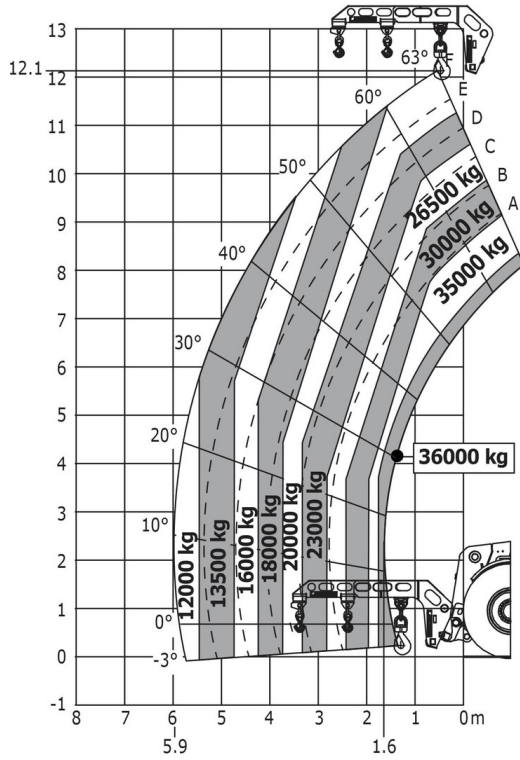 13
12.1
12
11
10
9
8
7
6
5
4
3
2
1
0
-1
63°
F
E
D
C
B
A
60°
50°
40°
30°
20°
10°
0°
-3°
26500 kg
30000 kg
35000 kg
36000 kg
12000 kg
13500 kg
16000 kg
18000 kg
20000 kg
23000 kg
8 7 6 5 4 3 2 1 0m
5.9 1.6